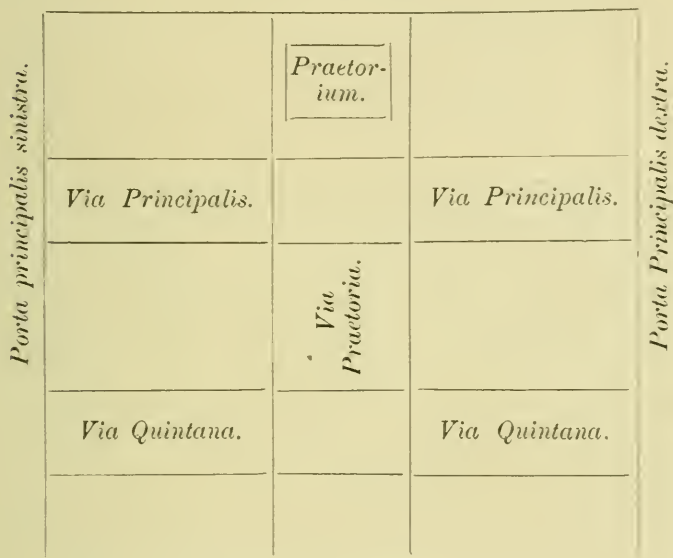 Praetor-
ium.
Porta principalis sinistra.
Via Principalis.
Via Principalis.
Porta Principalis dextra.
Via
Praetoria.
Via Quintana.
Via Quintana.